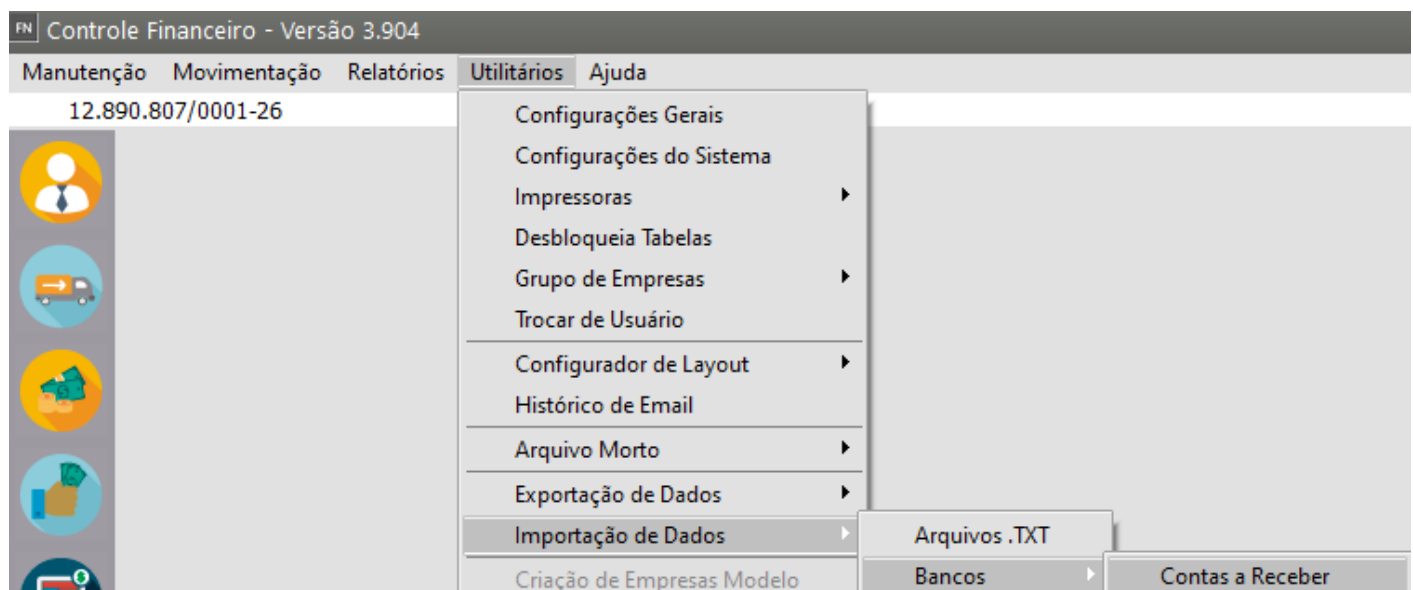 FN Controle Financeiro - Versão 3.904
Manutenção Movimentação Relatórios Utilitários Ajuda
12.890.807/0001-26
Configurações Gerais
Configurações do Sistema
Impressoras
Desbloqueia Tabelas
Grupo de Empresas
Trocar de Usuário
Configurador de Layout
Histórico de Email
Arquivo Morto
Exportação de Dados
Importação de Dados
Arquivos .TXT
Criação de Empresas Modelo
Bancos
Contas a Receber